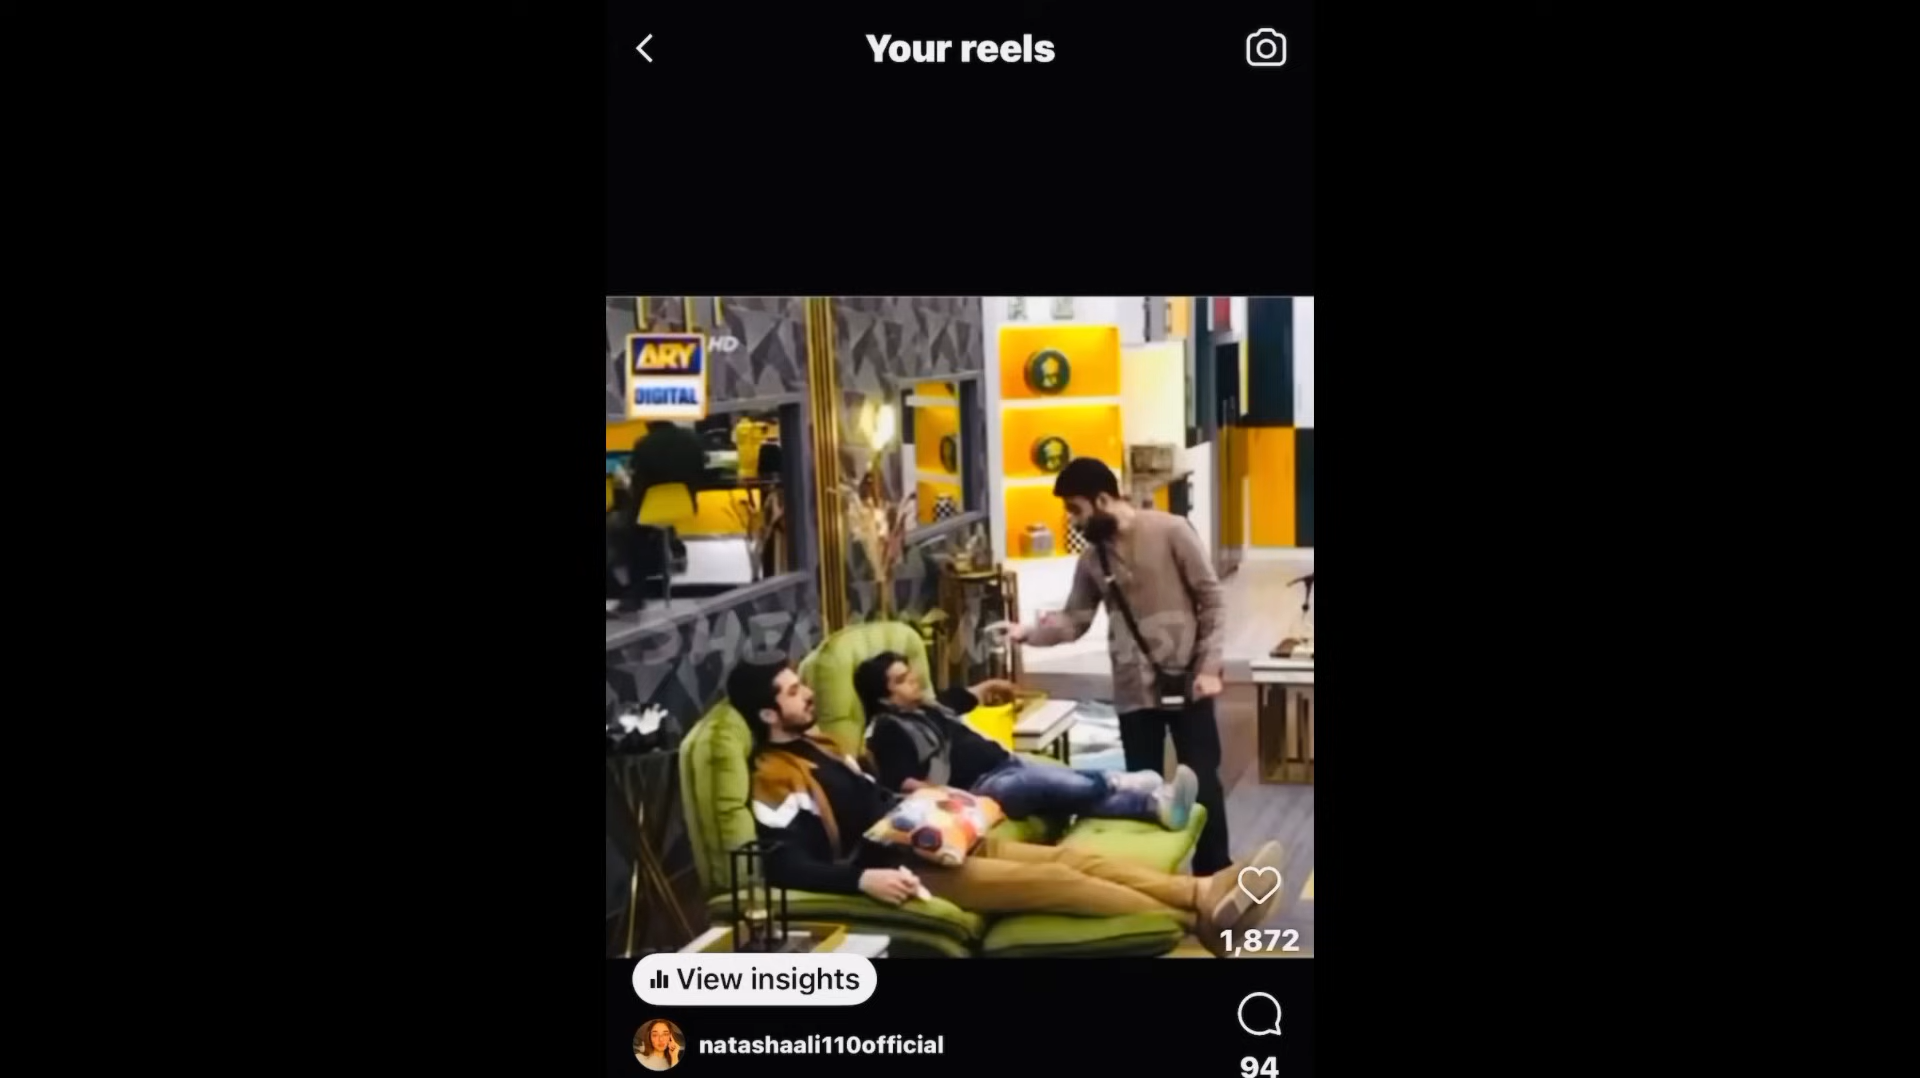 Your reels
ARY HD
DIGITAL
1,872
View insights
natashaali110official
94